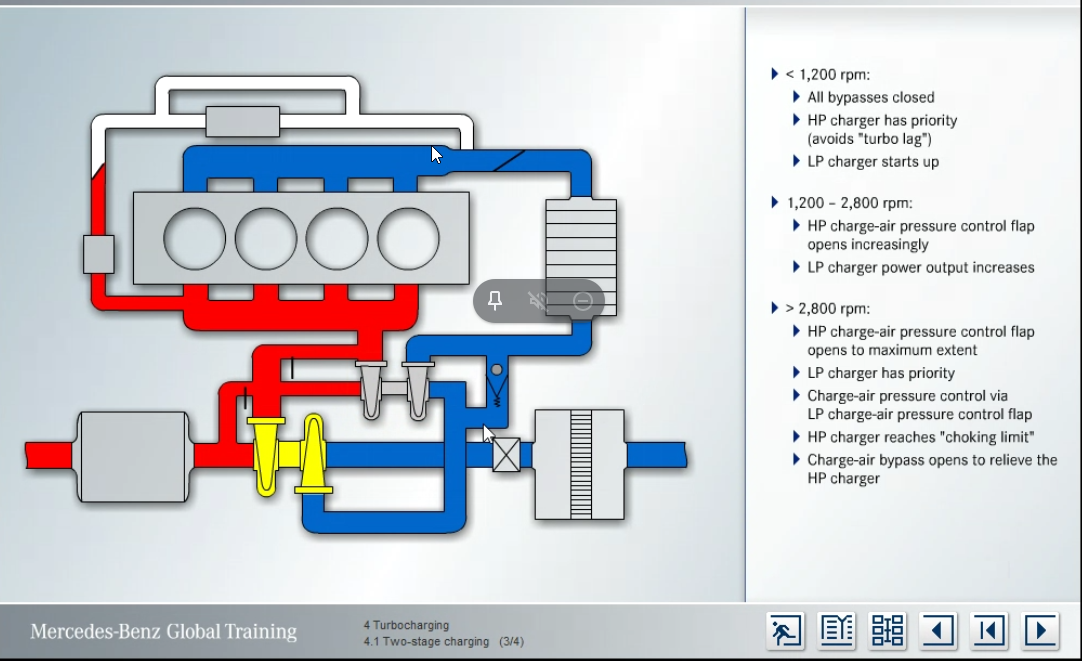 < 1,200 rpm:
All bypasses closed
HP charger has priority
(avoids "turbo lag")
LP charger starts up
1,200 – 2,800 rpm:
HP charge-air pressure control flap
opens increasingly
LP charger power output increases
> 2,800 rpm:
HP charge-air pressure control flap
opens to maximum extent
LP charger has priority
Charge-air pressure control via
LP charge-air pressure control flap
HP charger reaches "choking limit"
Charge-air bypass opens to relieve the
HP charger
Mercedes-Benz Global Training
4 Turbocharging
4.1 Two-stage charging (3/4)